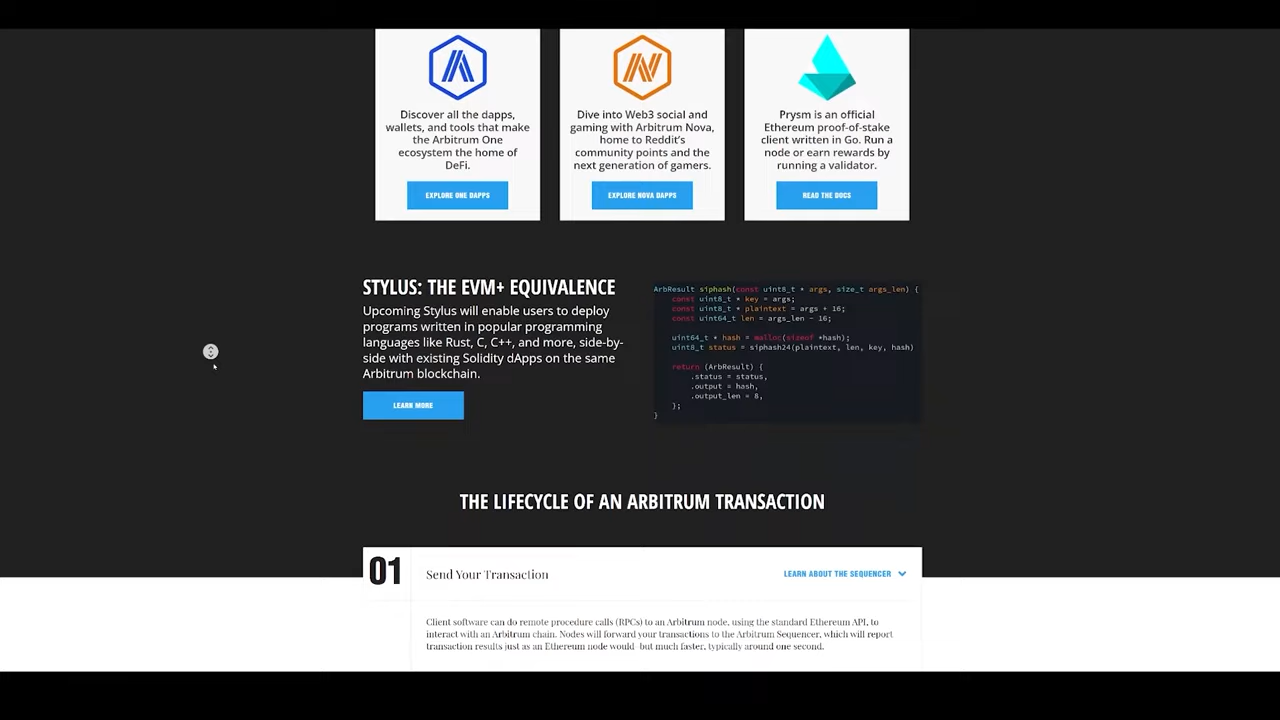 Discover all the dapps,
wallets, and tools that make
the Arbitrum One
ecosystem the home of
DeFi.
EXPLORE ONE DAPPS
Dive into Web3 social and
gaming with Arbitrum Nova,
home to Reddit's
community points and the
next generation of gamers.
EXPLORE NOVA DAPPS
Prysm is an official
Ethereum proof-of-stake
client written in Go. Run a
node or earn rewards by
running a validator.
READ THE DOCS
STYLUS: THE EVM+ EQUIVALENCE
Upcoming Stylus will enable users to deploy
programs written in popular programming
languages like Rust, C, C++, and more, side-by-
side with existing Solidity dApps on the same
Arbitrum blockchain.
LEARN MORE
ArbResult siphash(const uint8_t * args, size_t args_len) {
    const uint8_t * key = args;
    const uint8_t * plaintext = args + 16;
    const uint64_t len = args_len - 16;
    uint64_t * hash = malloc(sizeof *hash);
    uint8_t status = siphash24(plaintext, len, key, hash)
    return (ArbResult) {
        .status = status,
        .output = hash,
        .output_len = 8,
    };
}
THE LIFECYCLE OF AN ARBITRUM TRANSACTION
01
Send Your Transaction
LEARN ABOUT THE SEQUENCER
Client software can do remote procedure calls (RPCs) to an Arbitrum node, using the standard Ethereum API, to
interact with an Arbitrum chain. Nodes will forward your transactions to the Arbitrum Sequencer, which will report
transaction results just as an Ethereum node would-but much faster, typically around one second.